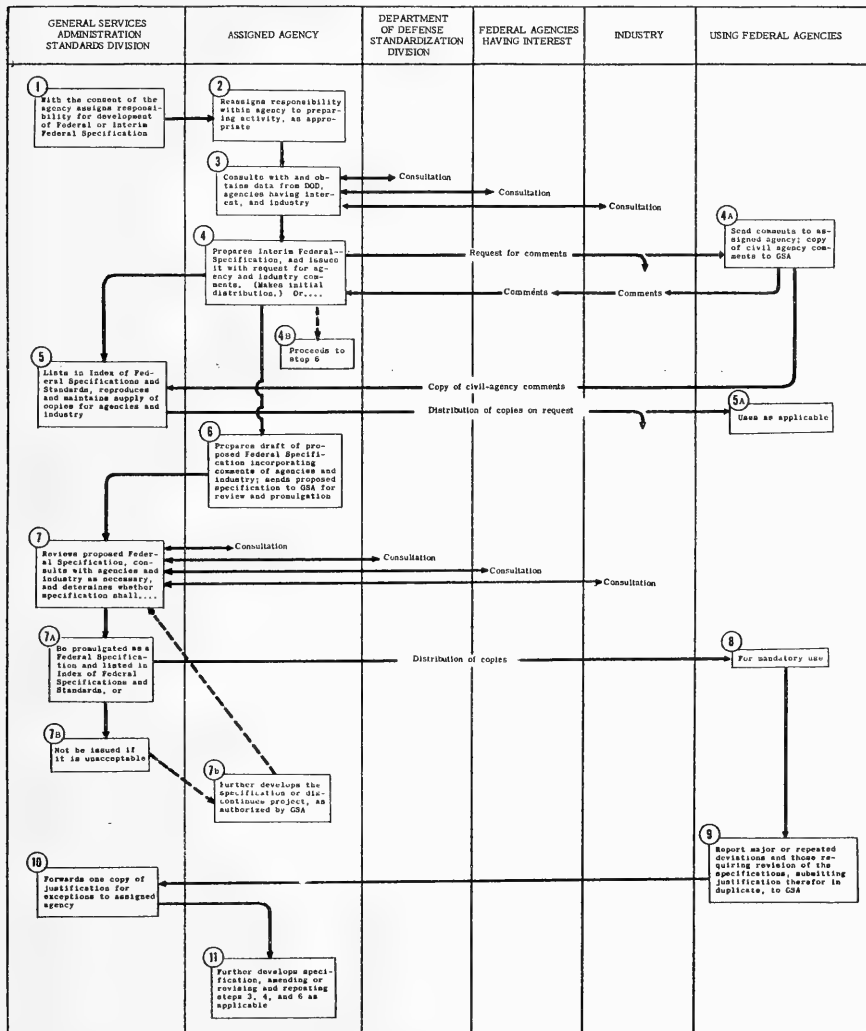 GENERAL SERVICES
ADMINISTRATION
STANDARDS DIVISION
ASSIGNED AGENCY
DEPARTMENT
OF DEFENSE
STANDARDIZATION
DIVISION
FEDERAL AGENCIES
HAVING INTEREST
INDUSTRY
USING FEDERAL AGENCIES
1
With the consent of the
agency assigns responsi-
bility for development
of Federal or Interim
Federal Specification
2
Reassigns responsibility
within agency to prepar-
ing activity, as appro-
priate
3
Consults with and ob-
tains data from DOD,
agencies having inter-
est, and industry
Consultation
Consultation
Consultation
4
Prepares Interim Federal
Specification, and issues
it with request for ag-
ency and industry com-
ments. (Makes initial
distribution.) Or....
Request for comments
4A
Send comments to as-
signed agency; copy
of civil agency com-
ments to GSA
Comments
Comments
4B
Proceeds to
step 6
5
Lists in Index of Fed-
eral Specifications and
Standards, reproduces
and maintains supply of
copies for agencies and
industry
Copy of civil-agency comments
Distribution of copies on request
5A
Uses as applicable
6
Prepares draft of pro-
posed Federal Specifi-
cation incorporating
comments of agencies and
industry; sends proposed
specification to GSA for
review and promulgation
7
Reviews proposed Fede-
ral Specification, con-
sults with agencies and
industry as necessary,
and determines whether
specification shall....
Consultation
Consultation
Consultation
Consultation
7A
Be promulgated as a
Federal Specifica-
tion and listed in
Index of Federal
Specifications and
Standards, or
Distribution of copies
8
For mandatory use
7B
Not be issued if
it is unacceptable
7b
Further develops the
specification or dis-
continues project, as
authorized by GSA
9
Report major or repeated
deviations and those re-
quiring revision of the
specifications, submitting
justification therefor in
duplicate, to GSA
10
Forwards one copy of
justification for
exceptions to assigned
agency
11
Further develops speci-
fication, amending or
revising and repeating
steps 3, 4, and 6 as
applicable